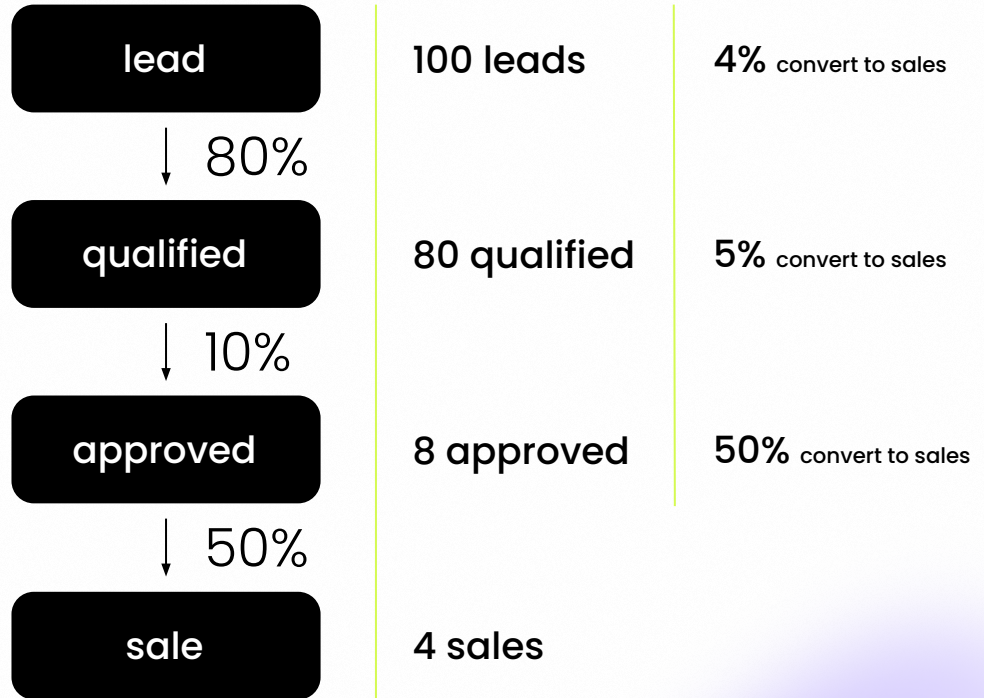 lead
100 leads
4% convert to sales
80%
qualified
80 qualified
5% convert to sales
10%
approved
8 approved
50% convert to sales
50%
sale
4 sales